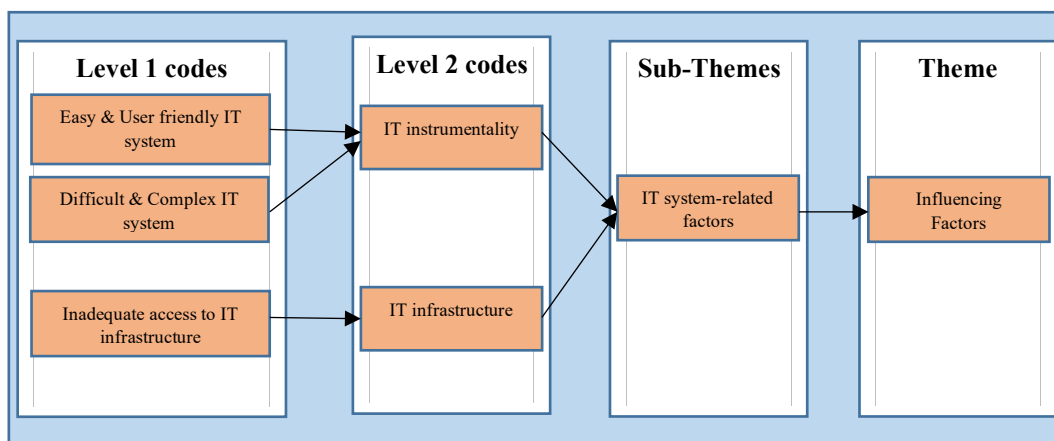 Level 1 codes
Easy & User friendly IT
system
Difficult & Complex IT
system
Inadequate access to IT
infrastructure
Level 2 codes
IT instrumentality
IT infrastructure
Sub-Themes
IT system-related
factors
Theme
Influencing
Factors